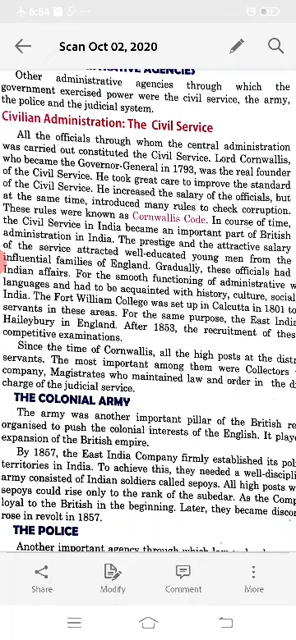 6:54
Scan Oct 02, 2020
Other administrative agencies through which the
government exercised power were the civil service, the army,
the police and the judicial system.
Civilian Administration: The Civil Service
All the officials through whom the central administration
was carried out constituted the Civil Service. Lord Cornwallis,
who became the Governor-General in 1793, was the real founder
of the Civil Service. He took great care to improve the standard
of the Civil Service. He increased the salary of the officials, but
at the same time, introduced many rules to check corruption.
These rules were known as Cornwallis Code. In course of time,
the Civil Service in India became an important part of British
administration in India. The prestige and the attractive salary
of the service attracted well-educated young men from the
influential families of England. Gradually, these officials had
Indian affairs. For the smooth functioning of administrative w
languages and had to be acquainted with history, culture, social
India. The Fort William College was set up in Calcutta in 1801 to
servants in these areas. For the same purpose, the East India
Haileybury in England. After 1853, the recruitment of thes
competitive examinations.
Since the time of Cornwallis, all the high posts at the distr
servants. The most important among them were Collectors
company, Magistrates who maintained law and order in the d
charge of the judicial service.
THE COLONIAL ARMY
The army was another important pillar of the British re
organised to push the colonial interests of the English. It playe
expansion of the British empire.
By 1857, the East India Company firmly established its pol
territories in India. To achieve this, they needed a well-discipli
army consisted of Indian soldiers called sepoys. All high posts w
sepoys could rise only to the rank of the subedar. As the Comp
loyal to the British in the beginning. Later, they became discon
rose in revolt in 1857.
THE POLICE
Another important agency through which
Share Modify Comment More